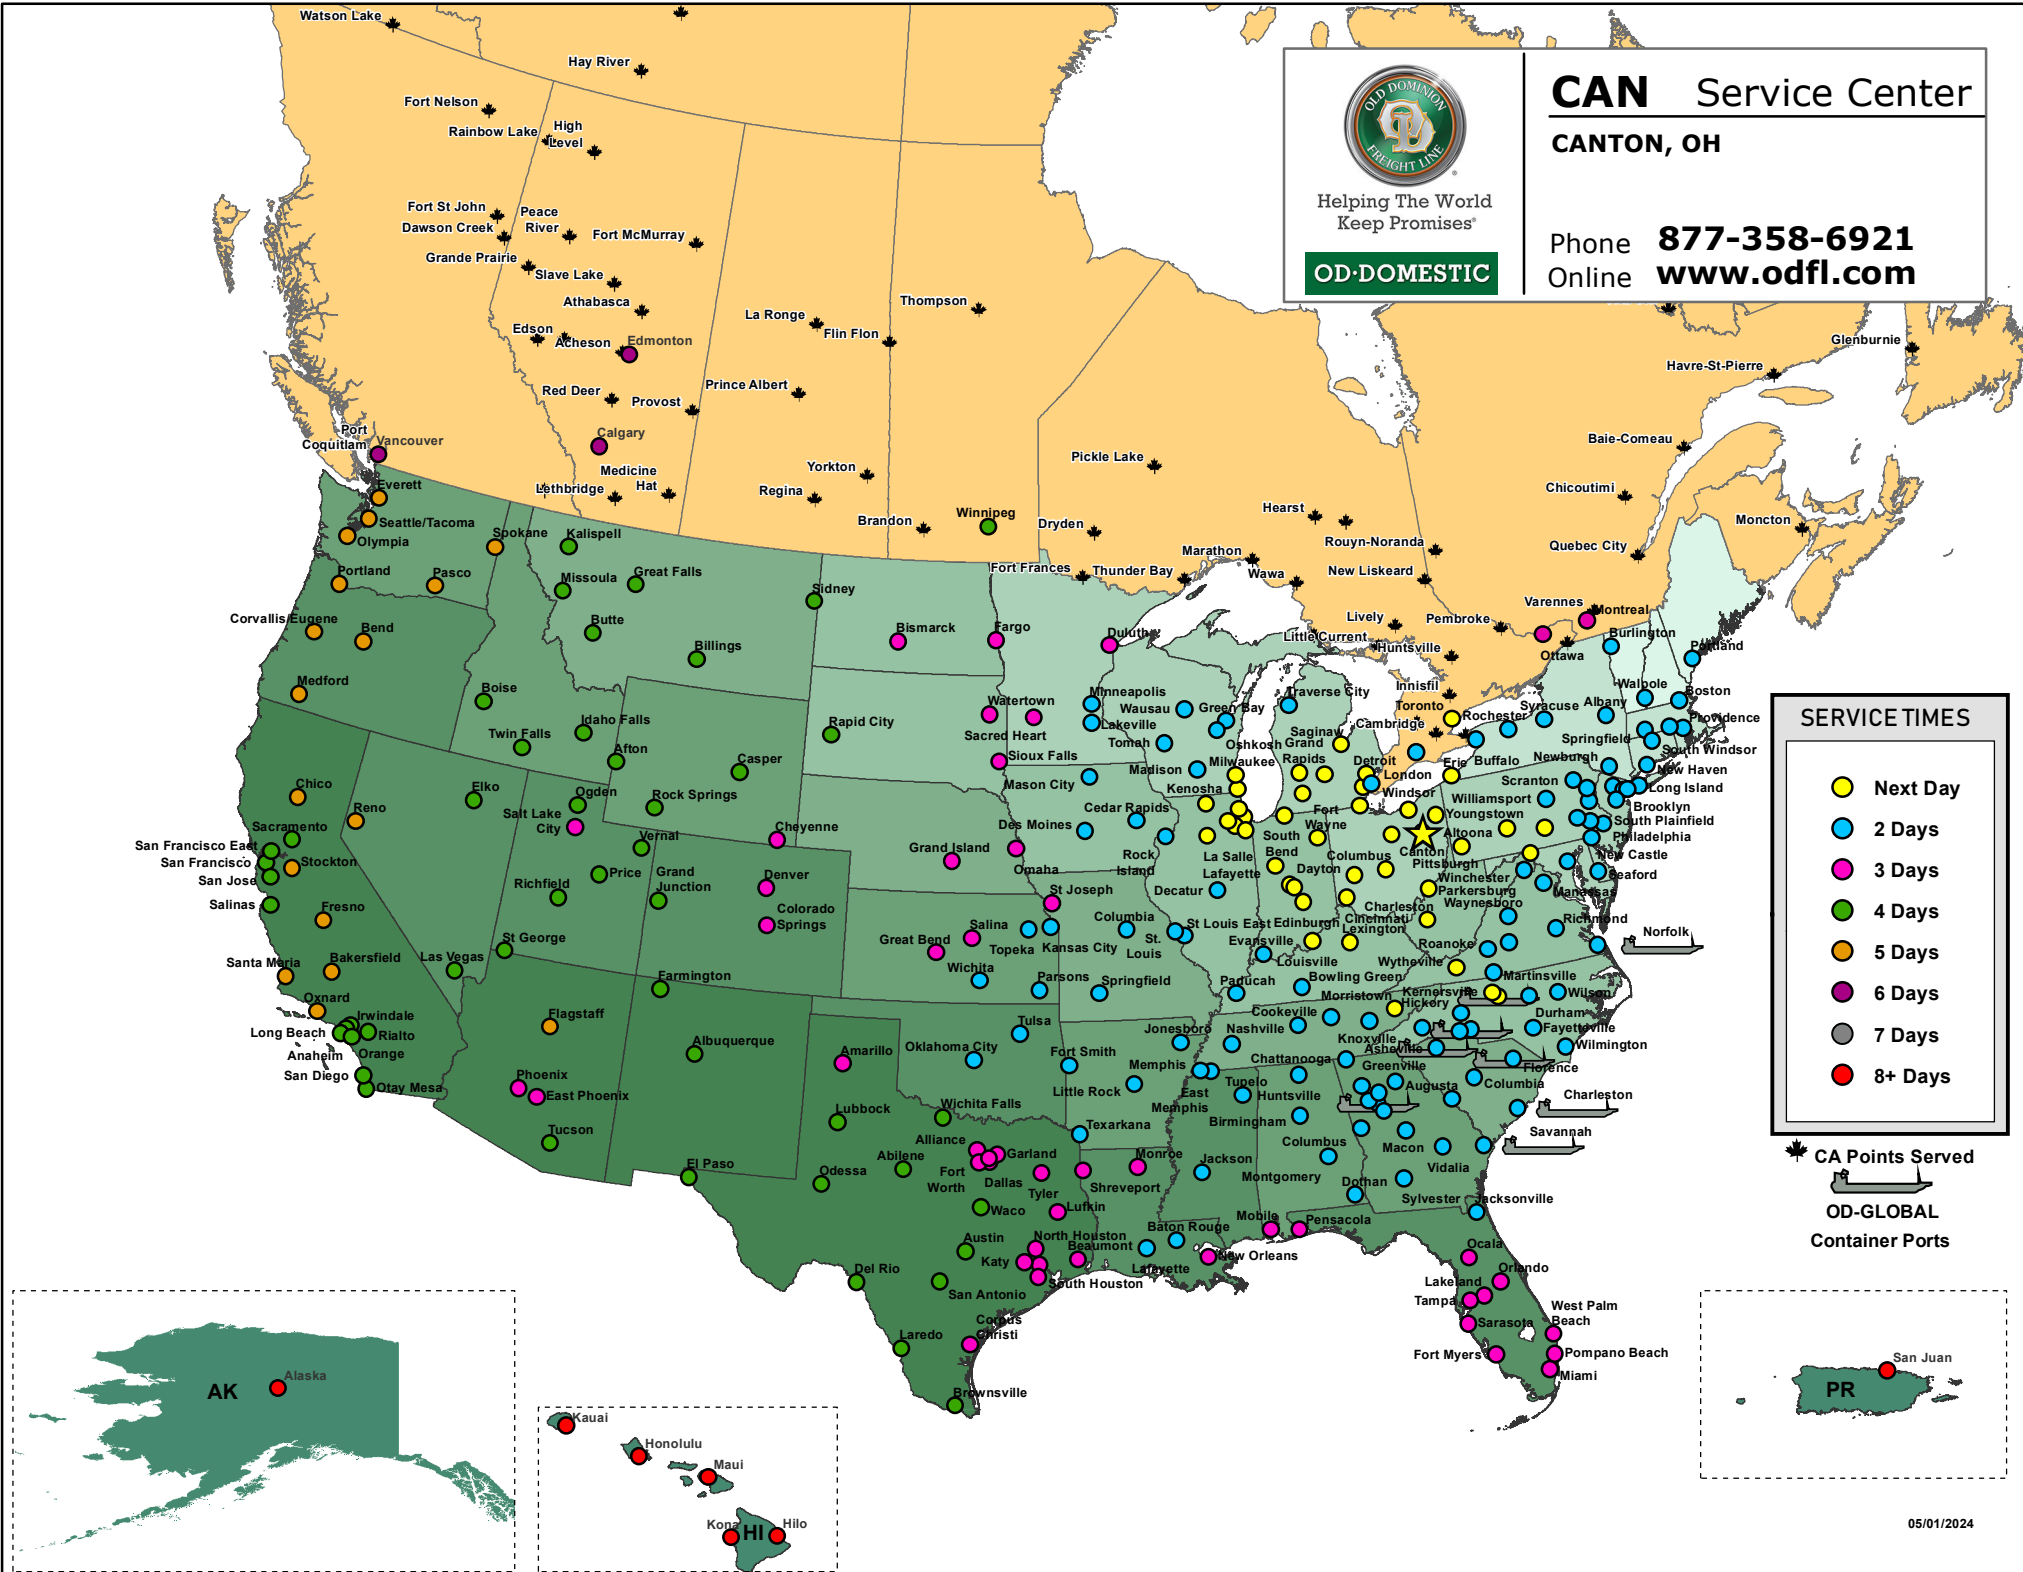 Watson Lake
Hay River
Fort Nelson
Rainbow Lake
High
Level
Fort St John
Dawson Creek
Peace
River
Fort McMurray
Grande Prairie
Slave Lake
Athabasca
Edson
Acheson
Edmonton
La Ronge
Flin Flon
Thompson
Red Deer
Provost
Prince Albert
Port
Coquitlam
Vancouver
Calgary
Medicine
Hat
Lethbridge
Yorkton
Regina
Brandon
Winnipeg
Dryden
Pickle Lake
Fort Frances
Thunder Bay
Marathon
Wawa
Hearst
Rouyn-Noranda
New Liskeard
Lively
Little Current
Huntsville
Pembroke
Varennes
Montreal
Ottawa
Innisfil
Toronto
Cambridge
London
Windsor
Glenburnie
Havre-St-Pierre
Baie-Comeau
Chicoutimi
Quebec City
Moncton
OLD DOMINION
FREIGHT LINE
Helping The World
Keep Promises®
OD·DOMESTIC
CAN Service Center
CANTON, OH
Phone 877-358-6921
Online www.odfl.com
Everett
Seattle/Tacoma
Olympia
Spokane
Portland
Pasco
Corvallis/Eugene
Bend
Medford
Kalispell
Missoula
Great Falls
Butte
Billings
Sidney
Boise
Idaho Falls
Twin Falls
Afton
Casper
Rock Springs
Cheyenne
Chico
Reno
Elko
Ogden
Salt Lake
City
Vernal
Sacramento
San Francisco East
San Francisco
San Jose
Stockton
Salinas
Fresno
Santa Maria
Bakersfield
Oxnard
Las Vegas
Richfield
Price
Grand
Junction
St George
Denver
Colorado
Springs
Irwindale
Long Beach
Rialto
Anaheim
Orange
San Diego
Otay Mesa
Flagstaff
Phoenix
East Phoenix
Tucson
Farmington
Albuquerque
El Paso
Bismarck
Fargo
Duluth
Rapid City
Watertown
Sacred Heart
Sioux Falls
Minneapolis
Lakeville
Mason City
Wausau
Green Bay
Tomah
Oshkosh
Madison
Milwaukee
Kenosha
Traverse City
Saginaw
Grand
Rapids
Detroit
Cedar Rapids
Des Moines
Rock
Island
Omaha
Grand Island
St Joseph
Salina
Topeka
Kansas City
Great Bend
Wichita
Parsons
Columbia
St.
Louis
St Louis East
Springfield
La Salle
Lafayette
Decatur
South
Bend
Fort
Wayne
Dayton
Columbus
Canton
Edinburgh
Cincinnati
Lexington
Evansville
Louisville
Paducah
Bowling Green
Erie
Youngstown
Altoona
Pittsburgh
Winchester
Parkersburg
Waynesboro
Charleston
Buffalo
Rochester
Syracuse
Albany
Burlington
Portland
Walpole
Boston
Providence
Springfield
South Windsor
Newburgh
New Haven
Long Island
Scranton
Williamsport
Brooklyn
South Plainfield
Philadelphia
New Castle
Seaford
Manassas
Richmond
Norfolk
Roanoke
Wytheville
Martinsville
Kernersville
Wilson
Durham
Hickory
Fayetteville
Wilmington
Morristown
Cookeville
Knoxville
Asheville
Nashville
Jonesboro
Memphis
East
Memphis
Tupelo
Chattanooga
Huntsville
Birmingham
Greenville
Florence
Augusta
Columbia
Charleston
Savannah
Columbus
Macon
Vidalia
Montgomery
Dothan
Sylvester
Jacksonville
Tulsa
Oklahoma City
Fort Smith
Little Rock
Texarkana
Amarillo
Lubbock
Wichita Falls
Alliance
Garland
Abilene
Fort
Worth
Dallas
Tyler
Odessa
Waco
Lufkin
Shreveport
Monroe
Jackson
Austin
Katy
North Houston
Beaumont
South Houston
San Antonio
Del Rio
Laredo
Corpus
Christi
Brownsville
Lafayette
Baton Rouge
New Orleans
Mobile
Pensacola
Ocala
Orlando
Lakeland
Tampa
Sarasota
West Palm
Beach
Fort Myers
Pompano Beach
Miami
SERVICE TIMES
Next Day
2 Days
3 Days
4 Days
5 Days
6 Days
7 Days
8+ Days
CA Points Served
OD-GLOBAL
Container Ports
AK
Alaska
Kauai
Honolulu
Maui
Kona
HI
Hilo
San Juan
PR
05/01/2024